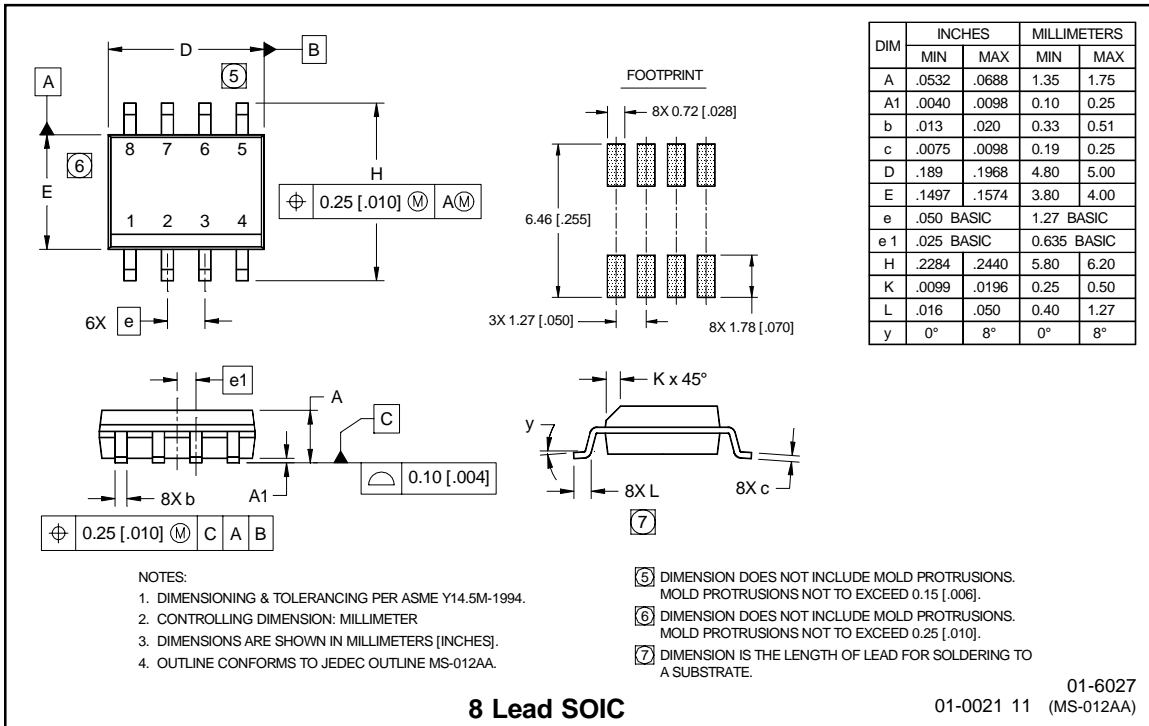 D
B
5
A
8 7 6 5
6
E
H
⌖ 0.25 [.010] Ⓜ AⓂ
1 2 3 4
6X e
FOOTPRINT
8X 0.72 [.028]
6.46 [.255]
3X 1.27 [.050]
8X 1.78 [.070]
DIM INCHES MILLIMETERS
MIN MAX MIN MAX
A .0532 .0688 1.35 1.75
A1 .0040 .0098 0.10 0.25
b .013 .020 0.33 0.51
c .0075 .0098 0.19 0.25
D .189 .1968 4.80 5.00
E .1497 .1574 3.80 4.00
e .050 BASIC 1.27 BASIC
e 1 .025 BASIC 0.635 BASIC
H .2284 .2440 5.80 6.20
K .0099 .0196 0.25 0.50
L .016 .050 0.40 1.27
y 0° 8° 0° 8°
e1
A
C
⌓ 0.10 [.004]
8X b
A1
⌖ 0.25 [.010] Ⓜ C A B
K x 45°
y
8X L
8X c
7
NOTES:
1. DIMENSIONING & TOLERANCING PER ASME Y14.5M-1994.
2. CONTROLLING DIMENSION: MILLIMETER
3. DIMENSIONS ARE SHOWN IN MILLIMETERS [INCHES].
4. OUTLINE CONFORMS TO JEDEC OUTLINE MS-012AA.
5 DIMENSION DOES NOT INCLUDE MOLD PROTRUSIONS.
MOLD PROTRUSIONS NOT TO EXCEED 0.15 [.006].
6 DIMENSION DOES NOT INCLUDE MOLD PROTRUSIONS.
MOLD PROTRUSIONS NOT TO EXCEED 0.25 [.010].
7 DIMENSION IS THE LENGTH OF LEAD FOR SOLDERING TO
A SUBSTRATE.
8 Lead SOIC
01-6027
01-0021 11 (MS-012AA)